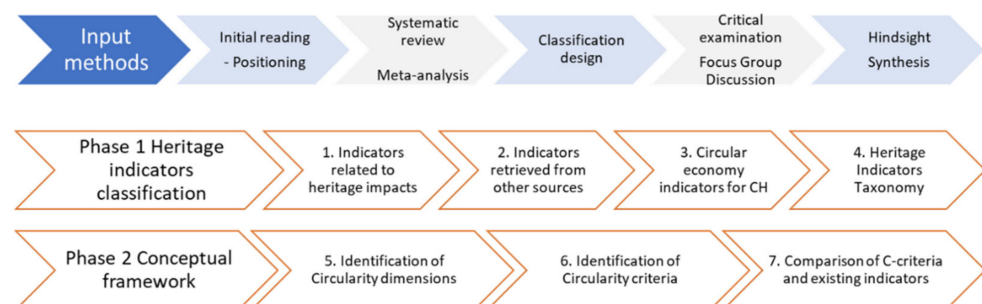 Input
methods
Initial reading
- Positioning
Systematic
review
Meta-analysis
Classification
design
Critical
examination
Focus Group
Discussion
Hindsight
Synthesis
Phase 1 Heritage
indicators
classification
1. Indicators
related to
heritage impacts
2. Indicators
retrieved from
other sources
3. Circular
economy
indicators for CH
4. Heritage
Indicators
Taxonomy
Phase 2 Conceptual
framework
5. Identification of
Circularity dimensions
6. Identification of
Circularity criteria
7. Comparison of C-criteria
and existing indicators